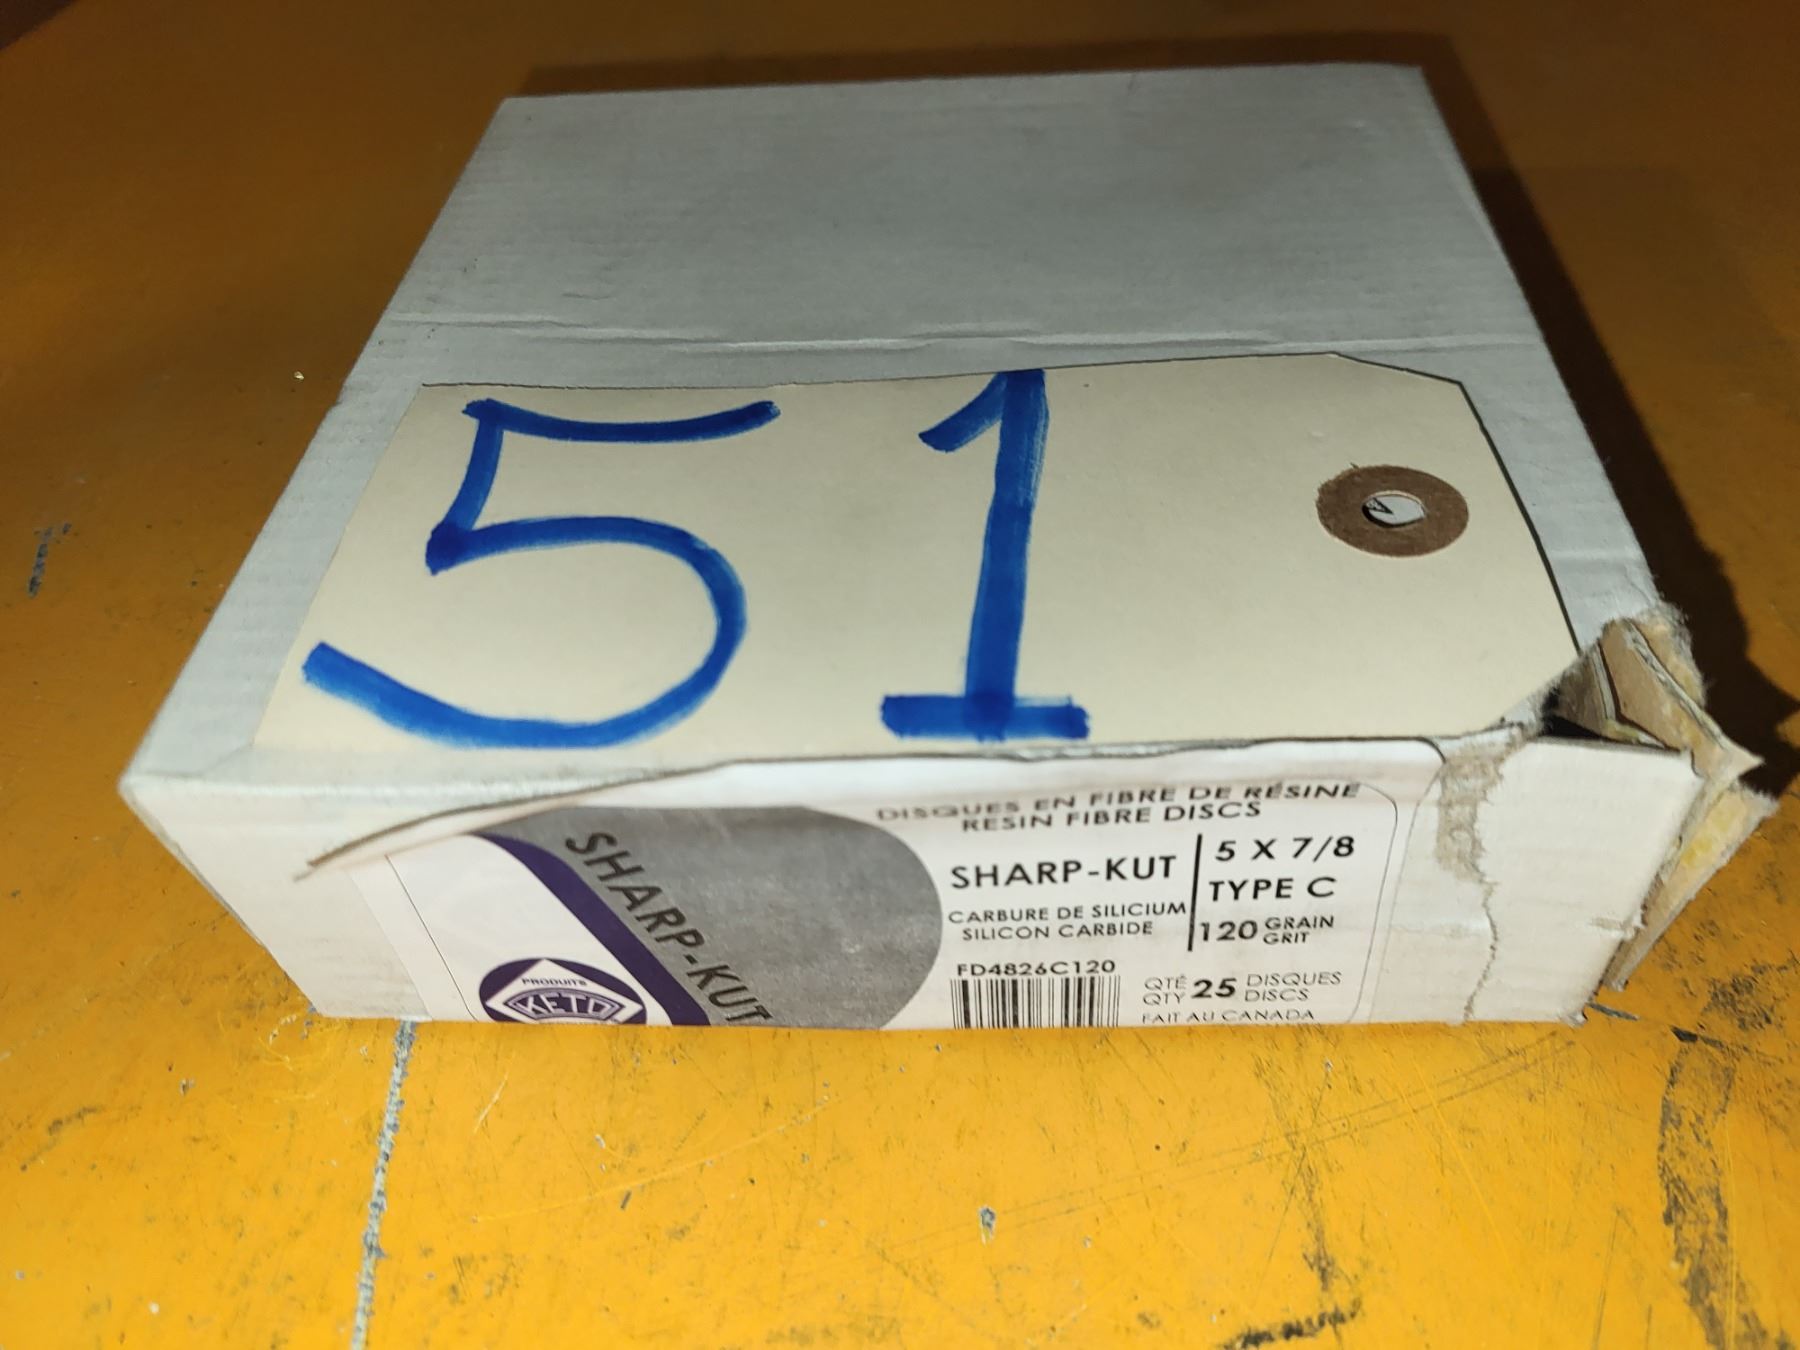 51
DISQUES EN FIBRE DE RÉSINE
RESIN FIBRE DISCS
SHARP-KUT
5 X 7/8
TYPE C
CARBURE DE SILICIUM
SILICON CARBIDE
120 GRAIN
GRIT
FD4826C120
QTÉ
QTY 25 DISQUES
DISCS
FAIT AU CANADA
SHARP-KUT
PRODUITS
KETO